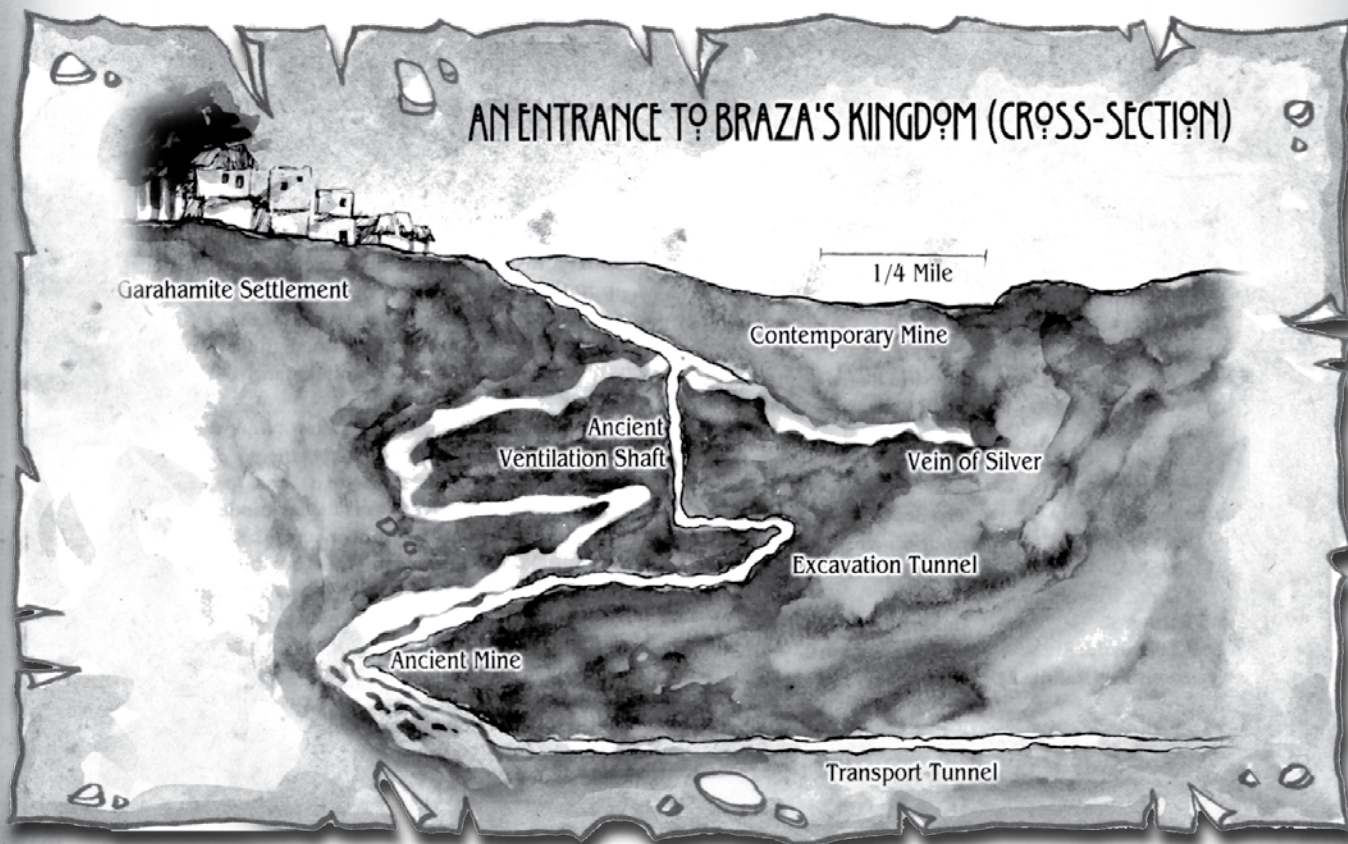 AN ENTRANCE TO BRAZA'S KINGDOM (CROSS-SECTION)
Garahamite Settlement
1/4 Mile
Contemporary Mine
Ancient
Ventilation Shaft
Vein of Silver
Excavation Tunnel
Ancient Mine
Transport Tunnel